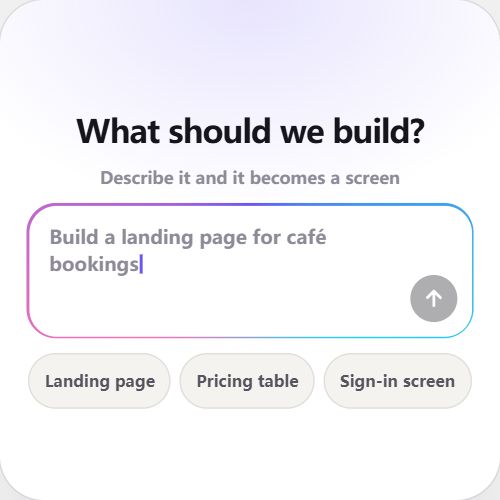 What should we build?
Describe it and it becomes a screen
Build a landing page for café
bookings
Landing page
Pricing table
Sign-in screen